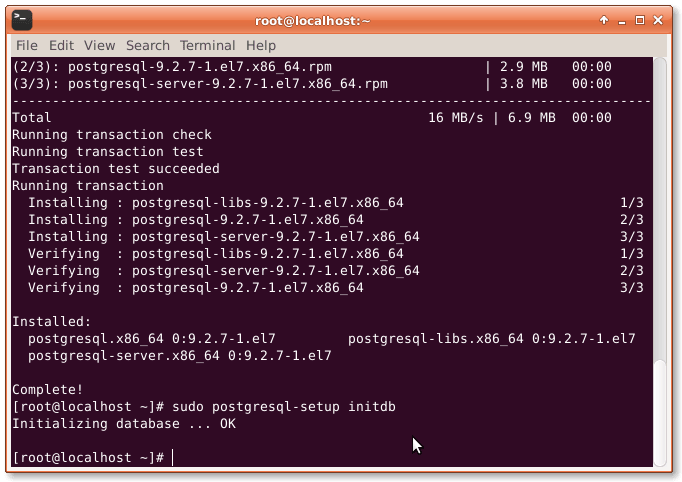 root@localhost:~
File Edit View Search Terminal Help
(2/3): postgresql-9.2.7-1.el7.x86_64.rpm | 2.9 MB 00:00
(3/3): postgresql-server-9.2.7-1.el7.x86_64.rpm | 3.8 MB 00:00
--------------------------------------------------------------------------------
Total 16 MB/s | 6.9 MB 00:00
Running transaction check
Running transaction test
Transaction test succeeded
Running transaction
Installing : postgresql-libs-9.2.7-1.el7.x86_64 1/3
Installing : postgresql-9.2.7-1.el7.x86_64 2/3
Installing : postgresql-server-9.2.7-1.el7.x86_64 3/3
Verifying : postgresql-libs-9.2.7-1.el7.x86_64 1/3
Verifying : postgresql-server-9.2.7-1.el7.x86_64 2/3
Verifying : postgresql-9.2.7-1.el7.x86_64 3/3
Installed:
postgresql.x86_64 0:9.2.7-1.el7 postgresql-libs.x86_64 0:9.2.7-1.el7
postgresql-server.x86_64 0:9.2.7-1.el7
Complete!
[root@localhost ~]# sudo postgresql-setup initdb
Initializing database ... OK
[root@localhost ~]#